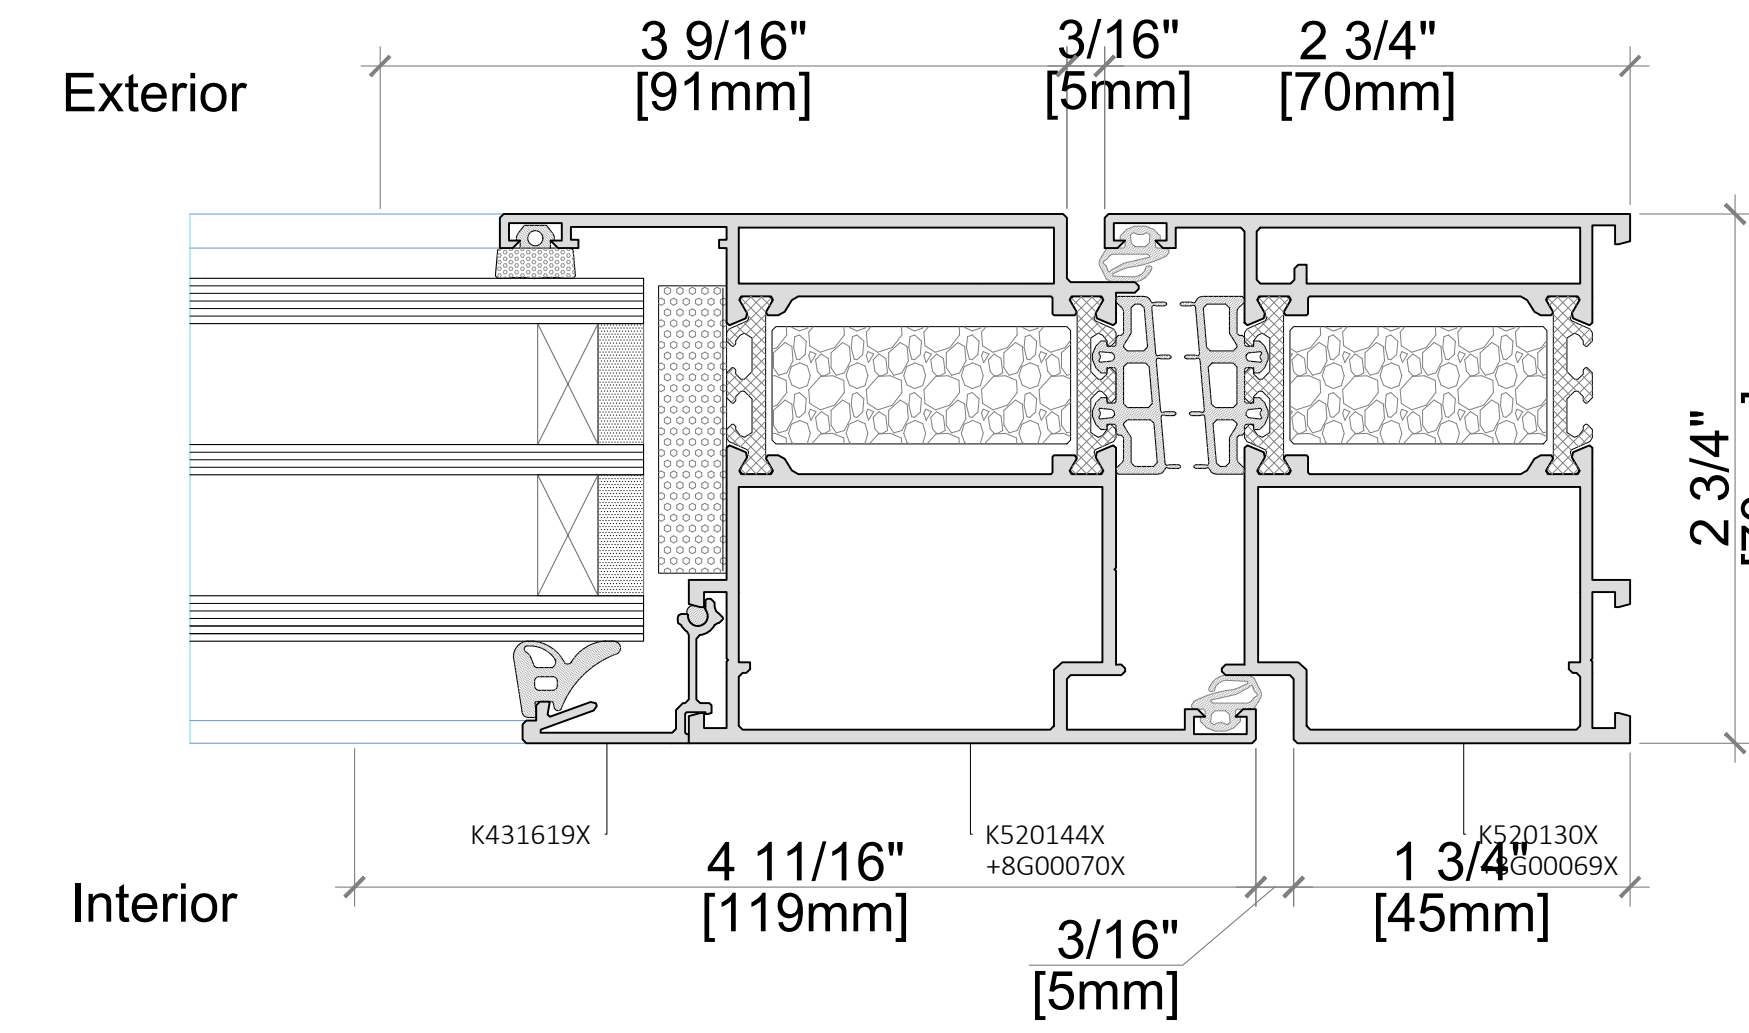 3 9/16"
[91mm]
3/16"
[5mm]
2 3/4"
[70mm]
Exterior
2 3/4"
K431619X
K520144X
+8G00070X
K520130X
+8G00069X
4 11/16"
[119mm]
1 3/4"
[45mm]
Interior
3/16"
[5mm]